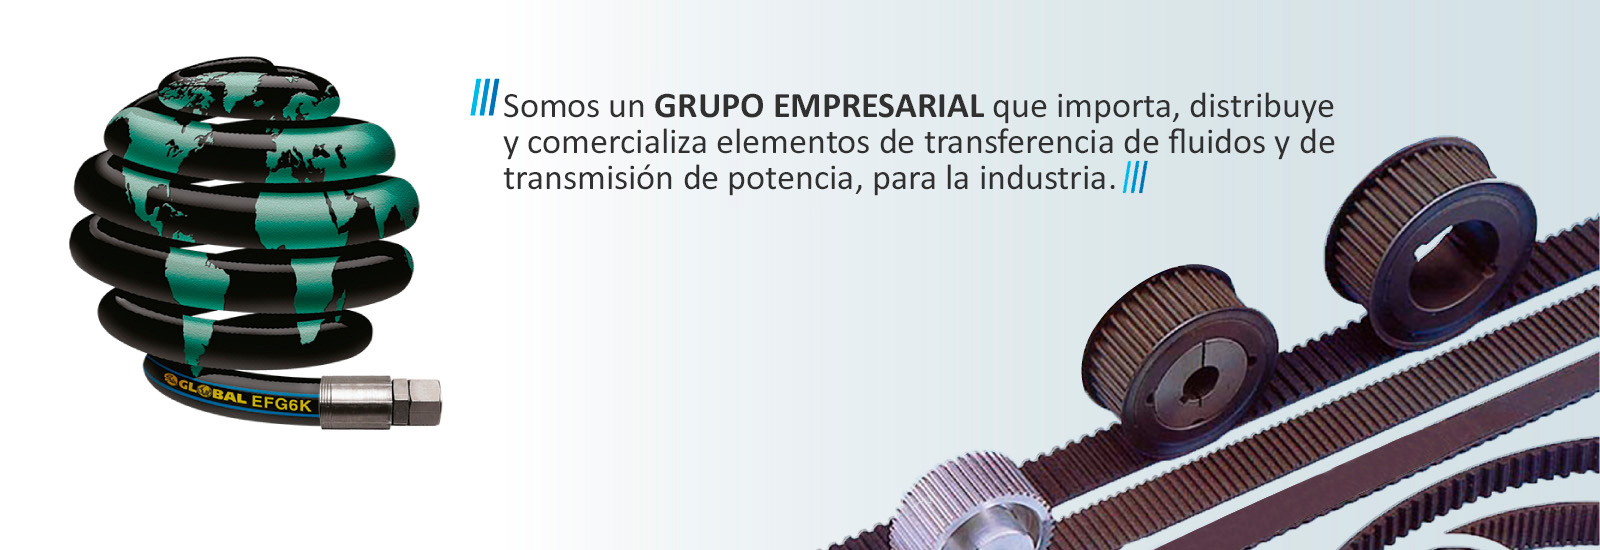 Somos un GRUPO EMPRESARIAL que importa, distribuye
y comercializa elementos de transferencia de fluidos y de
transmisión de potencia, para la industria.
GLOBAL EFG6K